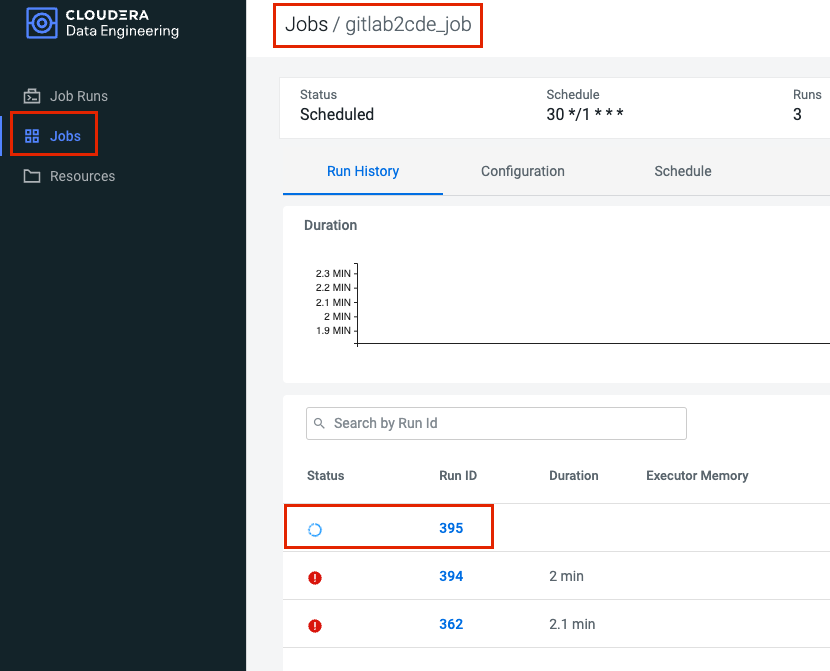 CLOUDERA
Data Engineering
Job Runs
Jobs
Resources
Jobs / gitlab2cde_job
Status Schedule Runs
Scheduled 30 */1 * * * 3
Run History Configuration Schedule
Duration
2.3 MIN
2.2 MIN
2.1 MIN
2 MIN
1.9 MIN
Search by Run Id
Status Run ID Duration Executor Memory
395
394 2 min
362 2.1 min